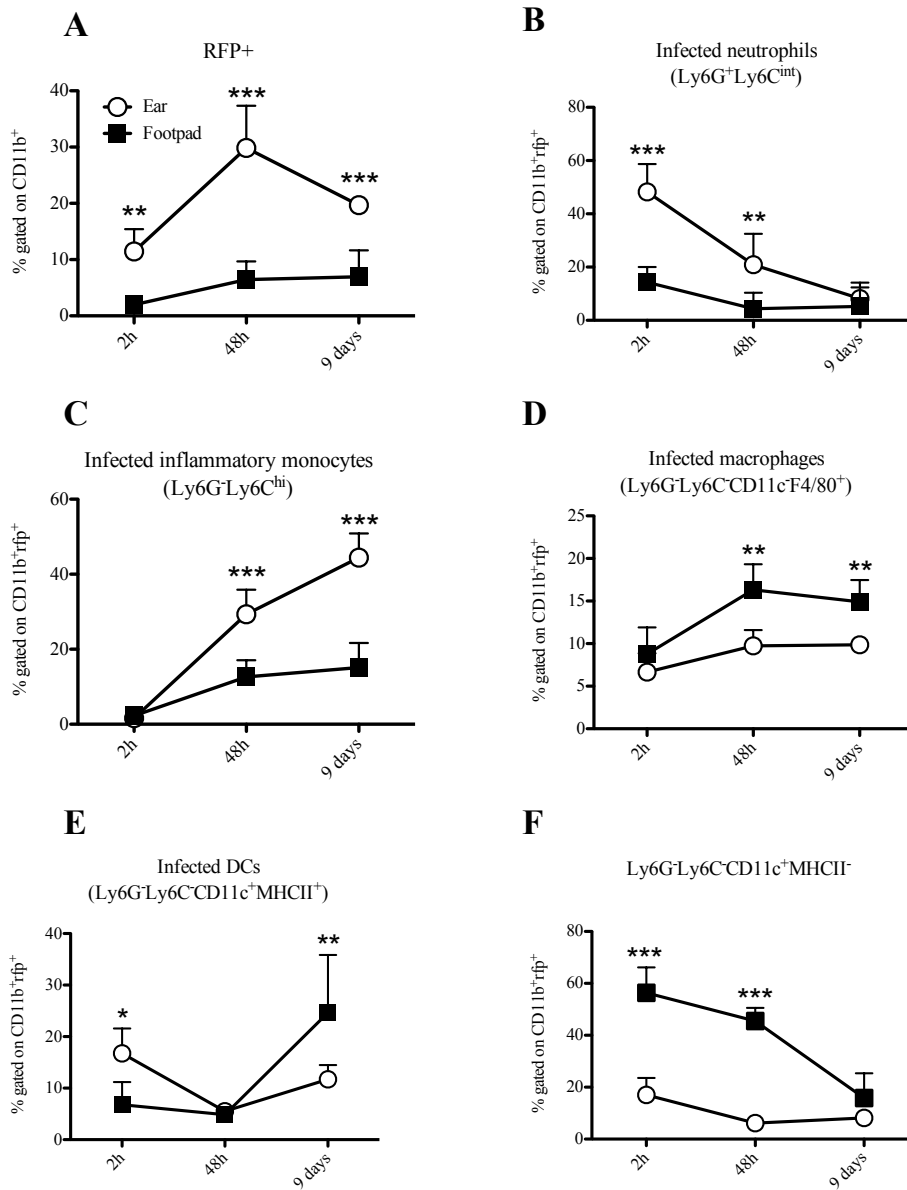 A
RFP+
% gated on CD11b+
40
30
20
10
0
Ear
Footpad
**
***
***
2h
48h
9 days
B
Infected neutrophils
(Ly6G+Ly6Cint)
% gated on CD11b+rfp+
80
60
40
20
0
***
**
2h
48h
9 days
C
Infected inflammatory monocytes
(Ly6G-Ly6Chi)
% gated on CD11b+rfp+
60
40
20
0
***
***
2h
48h
9 days
D
Infected macrophages
(Ly6G-Ly6C-CD11c-F4/80+)
% gated on CD11b+rfp+
25
20
15
10
5
0
**
**
2h
48h
9 days
E
Infected DCs
(Ly6G-Ly6C-CD11c+MHCII+)
% gated on CD11b+rfp+
40
30
20
10
0
*
**
2h
48h
9 days
F
Ly6G-Ly6C-CD11c+MHCII-
% gated on CD11b+rfp+
80
60
40
20
0
***
***
2h
48h
9 days